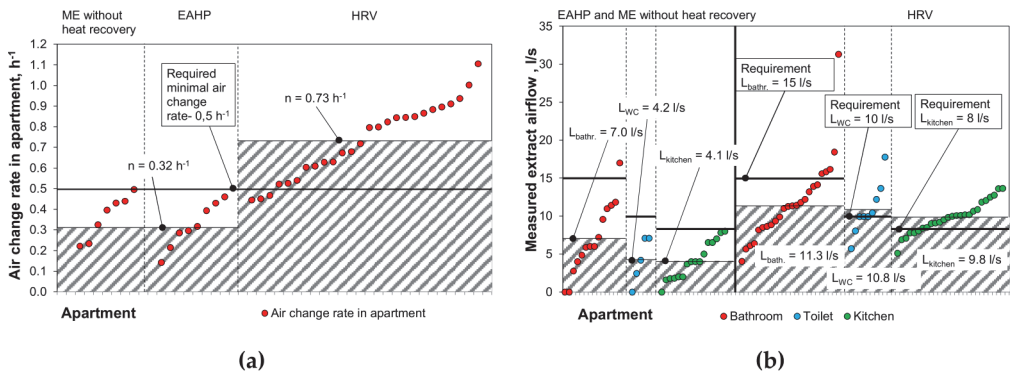 ME without
heat recovery
EAHP
HRV
Air change rate in apartment, h-1
1.2
1.1
1.0
0.9
0.8
0.7
0.6
0.5
0.4
0.3
0.2
0.1
0.0
Required
minimal air
change
rate- 0,5 h-1
n = 0.73 h-1
n = 0.32 h-1
Apartment
Air change rate in apartment
(a)
EAHP and ME without heat recovery
HRV
Measured extract airflow , l/s
35
30
25
20
15
10
5
0
Requirement
Lbathr. = 15 l/s
LWC = 4.2 l/s
Requirement
LWC = 10 l/s
Requirement
Lkitchen = 8 l/s
Lbathr. = 7.0 l/s
Lkitchen = 4.1 l/s
Lbath. = 11.3 l/s
Lkitchen = 9.8 l/s
LWC = 10.8 l/s
Apartment
Bathroom
Toilet
Kitchen
(b)